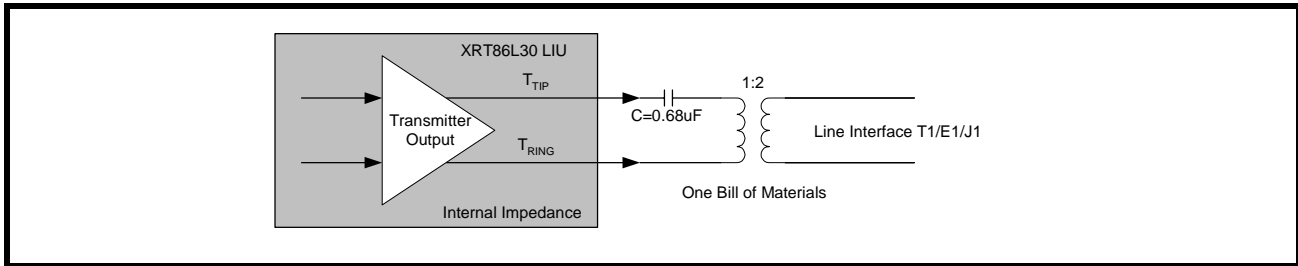 XRT86L30 LIU
TTIP
1:2
C=0.68uF
Transmitter
Output
Line Interface T1/E1/J1
TRING
One Bill of Materials
Internal Impedance